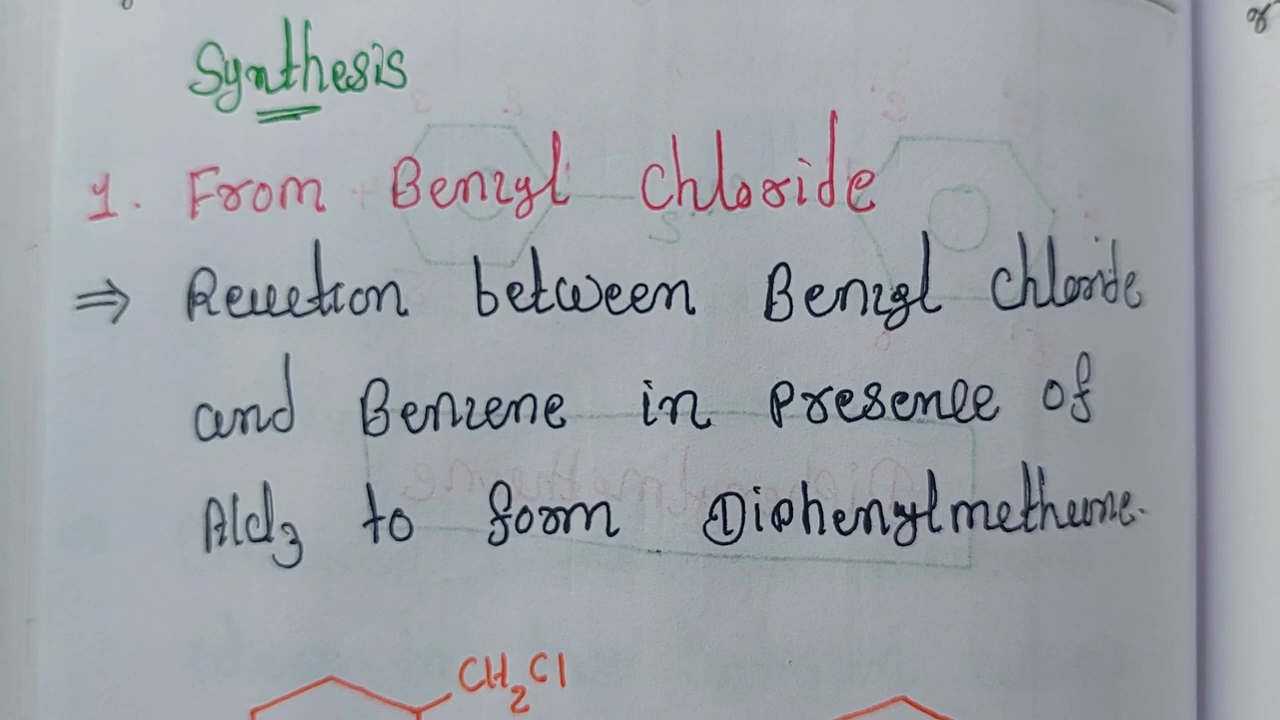 Synthesis
1. From Benzyl Chloride
⇒ Reaction between Benzyl Chloride
and Benzene in presence of
AlCl3 to form Diphenylmethane.
CH2Cl